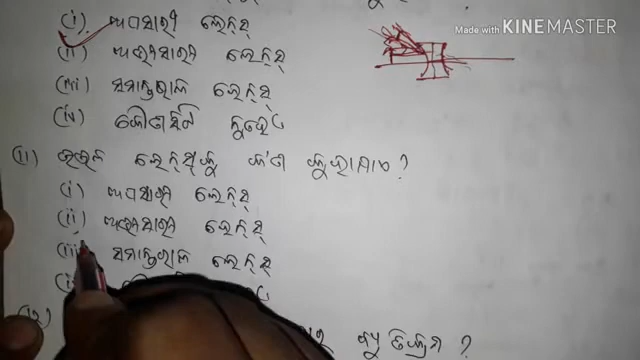 Made with KINEMASTER
(i) ଅପସାରୀ ଲେନ୍ସ୍
(ii) ଅଭିସାରୀ ଲେନ୍ସ୍
(iii) ସମାନ୍ତରାଳ ଲେନ୍ସ୍
(iv) କୌଣସିଟି ନୁହେଁ
(11) ଉତ୍ତଳ ଲେନ୍ସ୍‌କୁ କ'ଣ କୁହାଯାଏ ?
(i) ଅପସାରୀ ଲେନ୍ସ୍
(ii) ଅଭିସାରୀ ଲେନ୍ସ୍
(iii) ସମାନ୍ତରାଳ ଲେନ୍ସ୍
(12) ?